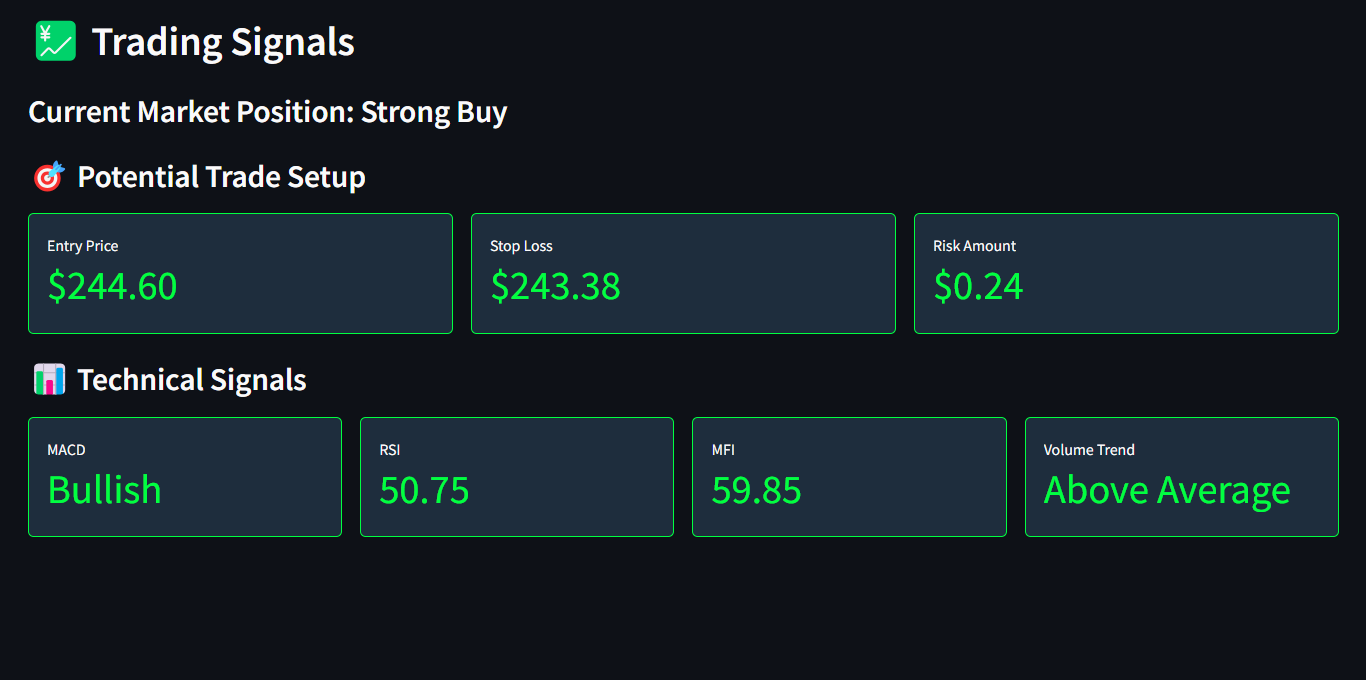 Trading Signals
Current Market Position: Strong Buy
Potential Trade Setup
Entry Price
$244.60
Stop Loss
$243.38
Risk Amount
$0.24
Technical Signals
MACD
Bullish
RSI
50.75
MFI
59.85
Volume Trend
Above Average